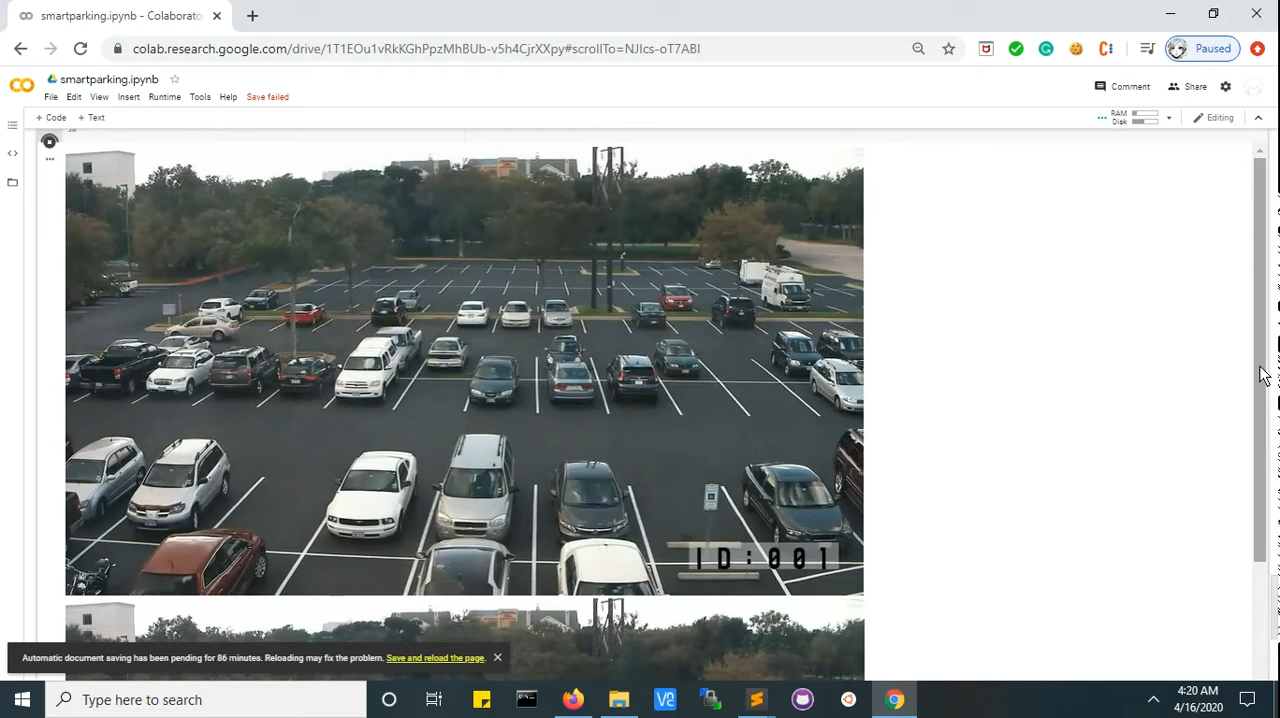 smartparking.ipynb - Colaborato
colab.research.google.com/drive/1T1EOu1vRkKGhPpzMhBUb-v5h4CjrXXpy#scrollTo=NJIcs-oT7ABI
Paused
smartparking.ipynb
Comment
Share
File Edit View Insert Runtime Tools Help Save failed
+ Code + Text
RAM
Disk
Editing
ID:001
Automatic document saving has been pending for 86 minutes. Reloading may fix the problem. Save and reload the page.
Type here to search
4:20 AM
4/16/2020